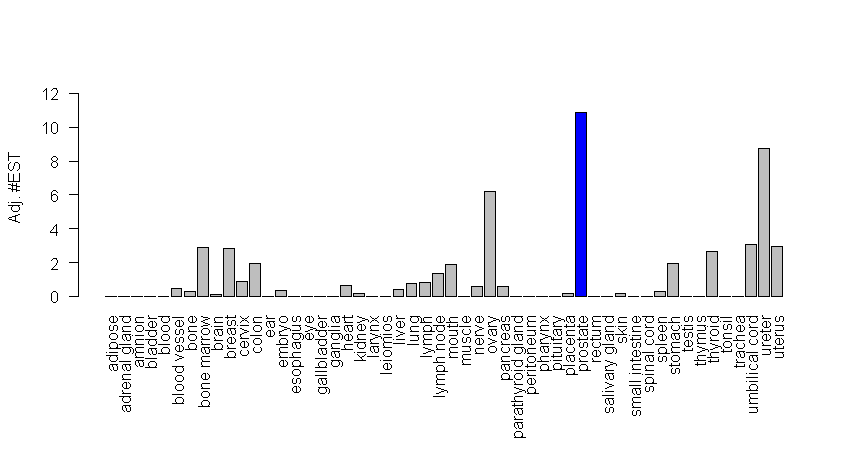 Adj. #EST
12
10
8
6
4
2
0
adipose
adrenal gland
amnion
bladder
blood
blood vessel
bone
bone marrow
brain
breast
cervix
colon
ear
embryo
esophagus
eye
gallbladder
ganglia
heart
kidney
larynx
leiomios
liver
lung
lymph
lymph node
mouth
muscle
nerve
ovary
pancreas
parathyroid gland
peritoneum
pharynx
pituitary
placenta
prostate
rectum
salivary gland
skin
small intestine
spinal cord
spleen
stomach
testis
thymus
thyroid
tonsil
trachea
umbilical cord
ureter
uterus